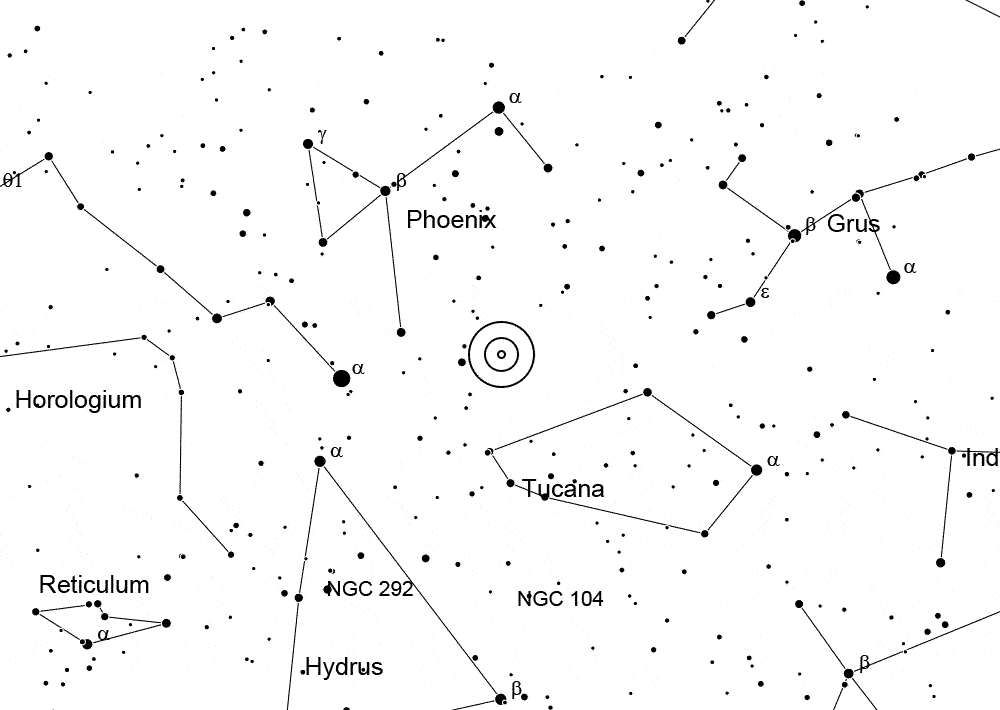 α
γ
θ1
β
Phoenix
β
Grus
α
ε
α
Horologium
α
Ind
α
Tucana
Reticulum
NGC 292
NGC 104
α
Hydrus
β
β